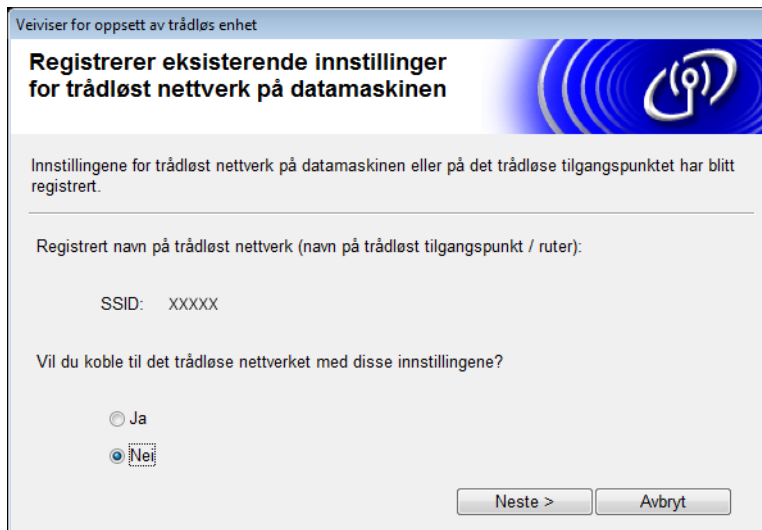 Veiviser for oppsett av trådløs enhet
Registrerer eksisterende innstillinger
for trådløst nettverk på datamaskinen
Innstillingene for trådløst nettverk på datamaskinen eller på det trådløse tilgangspunktet har blitt
registrert.
Registrert navn på trådløst nettverk (navn på trådløst tilgangspunkt / ruter):
SSID: XXXXX
Vil du koble til det trådløse nettverket med disse innstillingene?
Ja
Nei
Neste > Avbryt